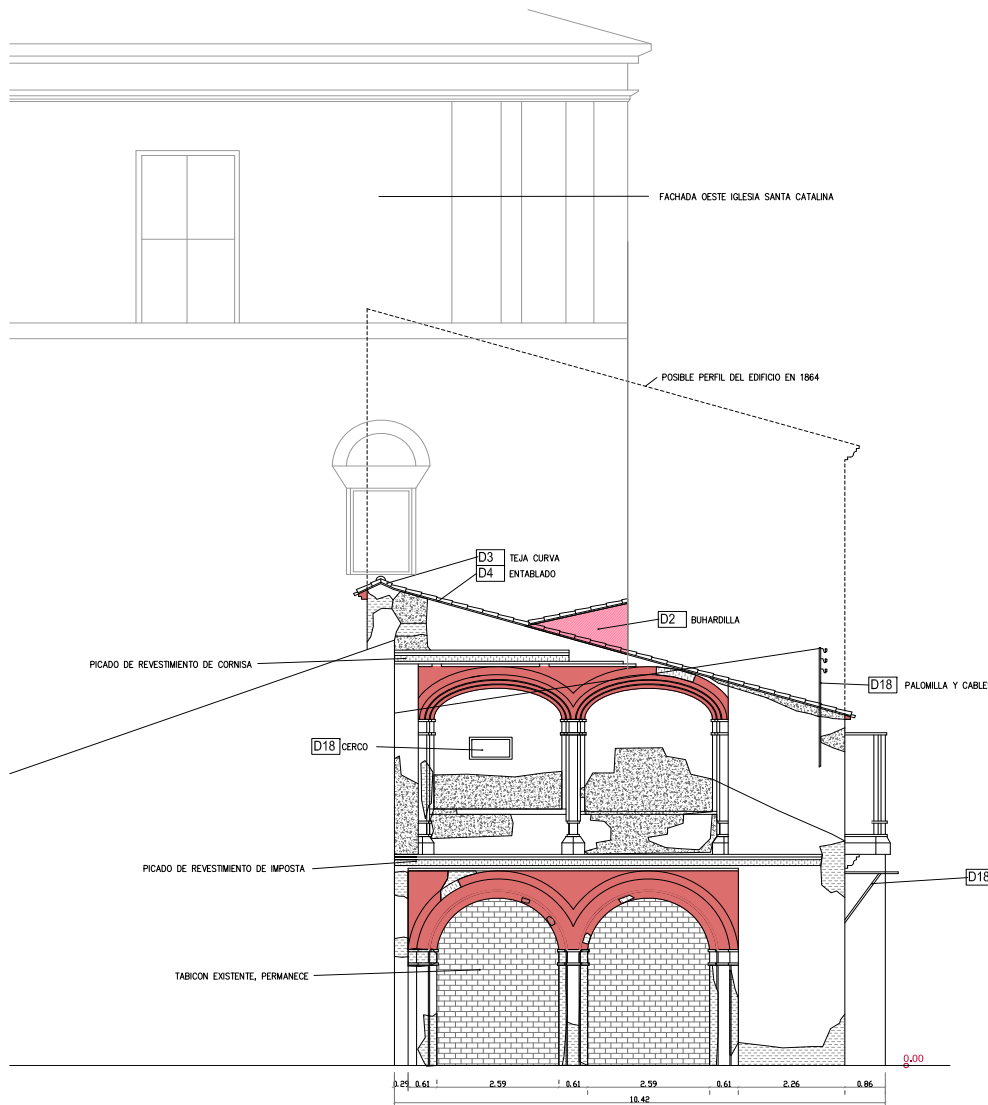 FACHADA OESTE IGLESIA SANTA CATALINA
POSIBLE PERFIL DEL EDIFICIO EN 1864
D3 TEJA CURVA
D4 ENTABLADO
D2 BUHARDILLA
PICADO DE REVESTIMIENTO DE CORNISA
D18 PALOMILLA Y CABLE
D18 CERCO
PICADO DE REVESTIMIENTO DE IMPOSTA
D18
TABICON EXISTENTE, PERMANECE
0.00
0.29 0.61 2.59 0.61 2.59 0.61 2.26 0.86
10.42